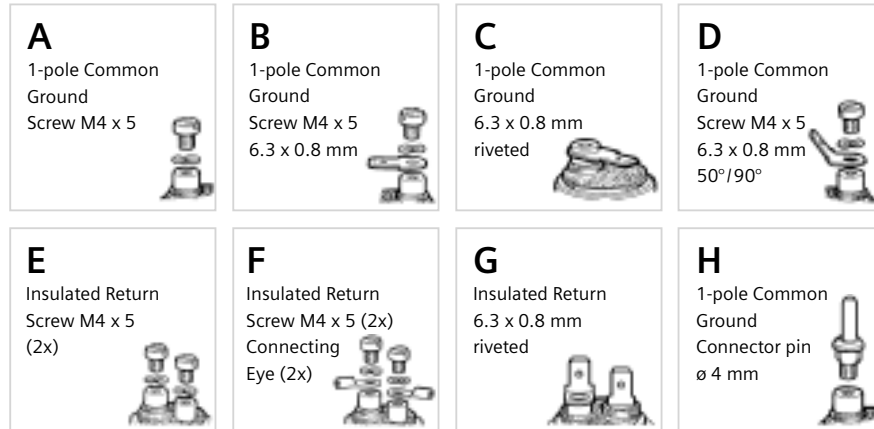 A
1-pole Common
Ground
Screw M4 x 5
B
1-pole Common
Ground
Screw M4 x 5
6.3 x 0.8 mm
C
1-pole Common
Ground
6.3 x 0.8 mm
riveted
D
1-pole Common
Ground
Screw M4 x 5
6.3 x 0.8 mm
50°/90°
E
Insulated Return
Screw M4 x 5
(2x)
F
Insulated Return
Screw M4 x 5 (2x)
Connecting
Eye (2x)
G
Insulated Return
6.3 x 0.8 mm
riveted
H
1-pole Common
Ground
Connector pin
ø 4 mm